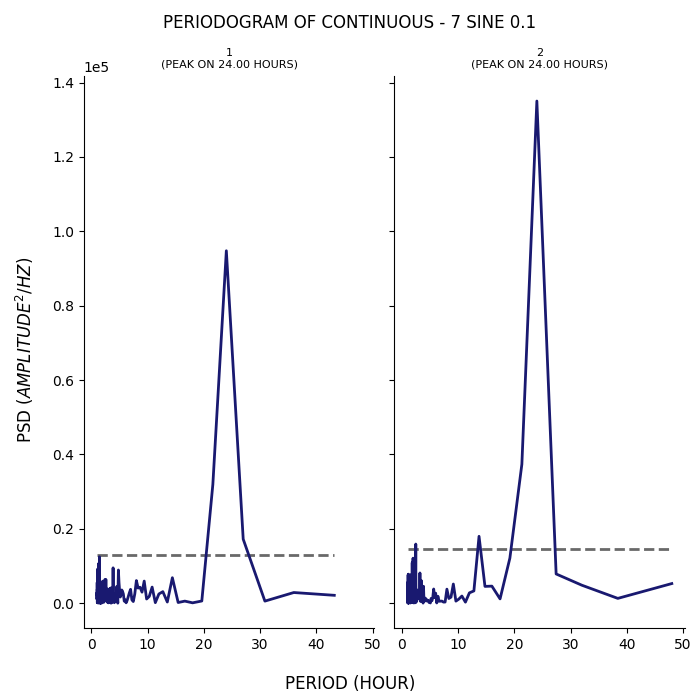 PERIODOGRAM OF CONTINUOUS - 7 SINE 0.1
1
(PEAK ON 24.00 HOURS)
2
(PEAK ON 24.00 HOURS)
1e5
1.4
1.2
1.0
0.8
0.6
0.4
0.2
0.0
PSD (AMPLITUDE²/HZ)
0 10 20 30 40 50
0 10 20 30 40 50
PERIOD (HOUR)